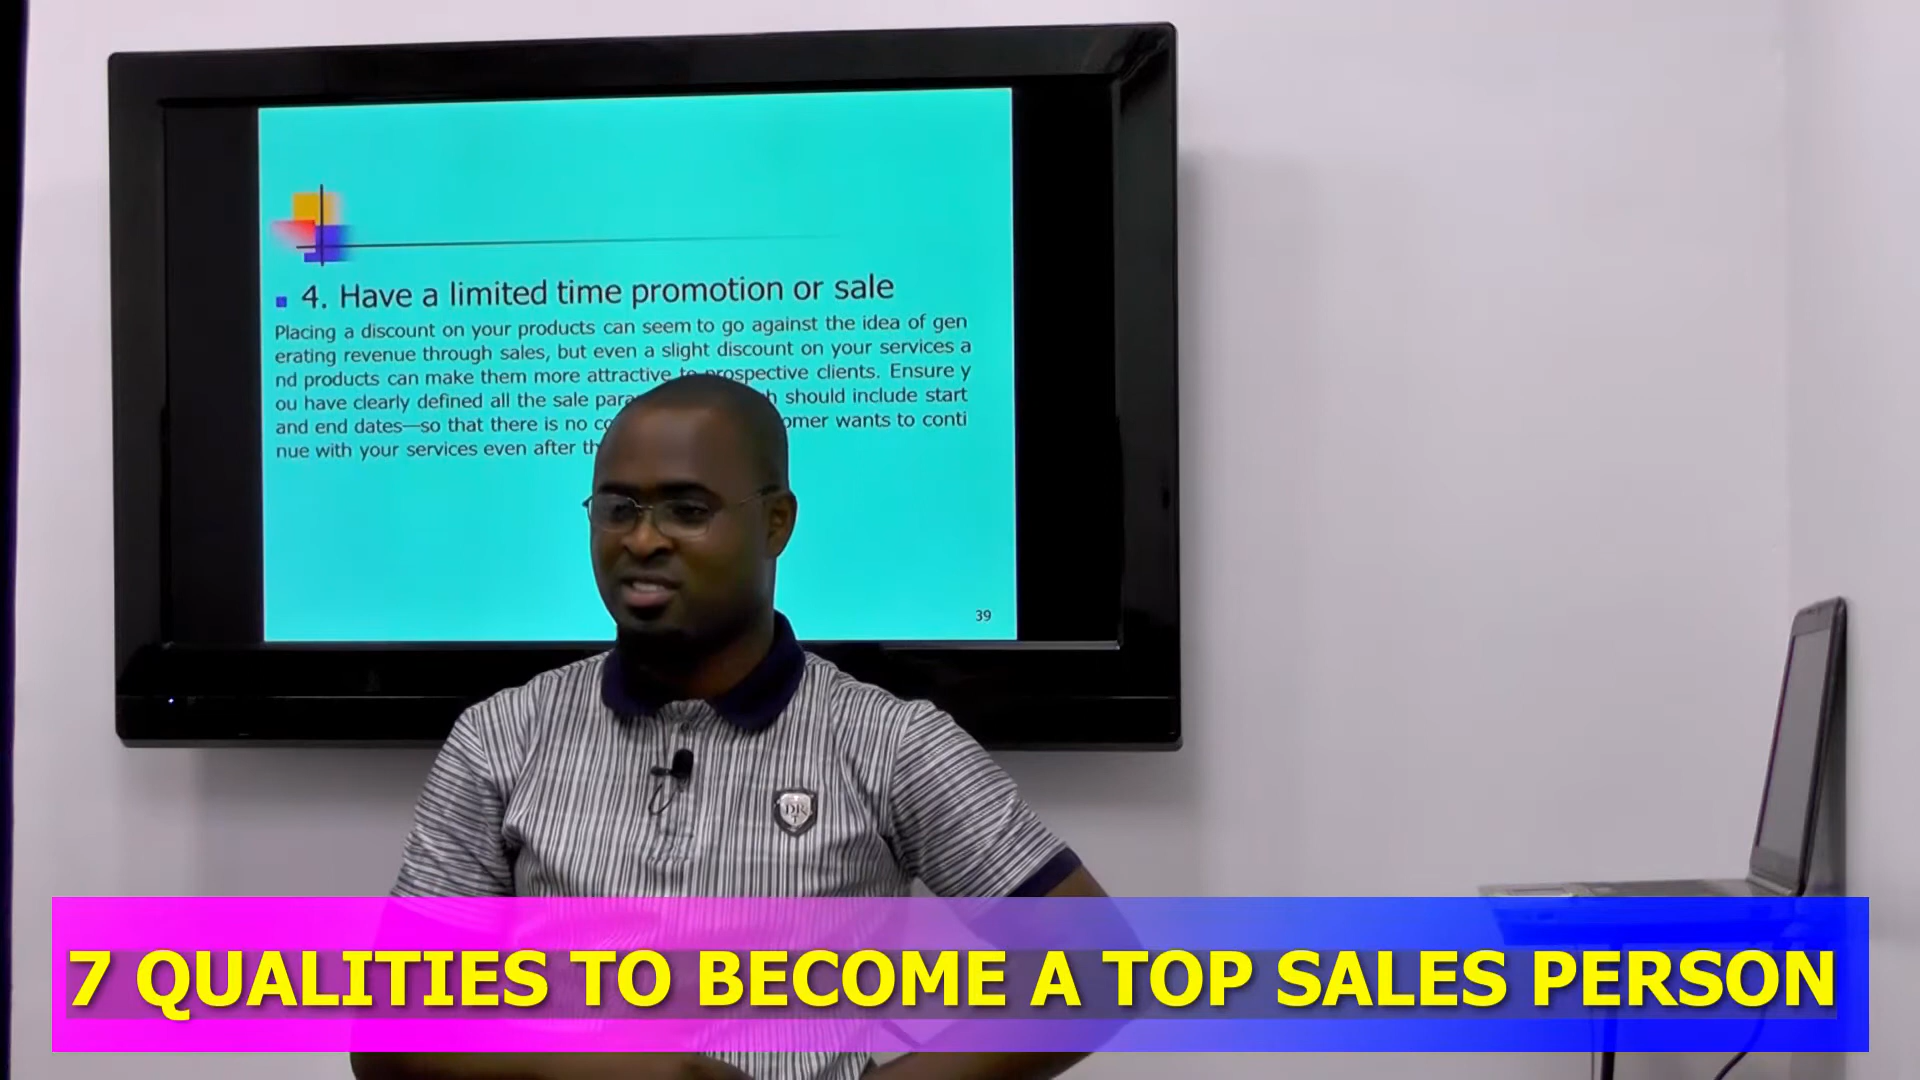 4. Have a limited time promotion or sale
Placing a discount on your products can seem to go against the idea of gen
erating revenue through sales, but even a slight discount on your services a
nd products can make them more attractive to prospective clients. Ensure y
ou have clearly defined all the sale should include start
and end dates—so that there is no wants to conti
nue with your services even after
39
DRT
7 QUALITIES TO BECOME A TOP SALES PERSON